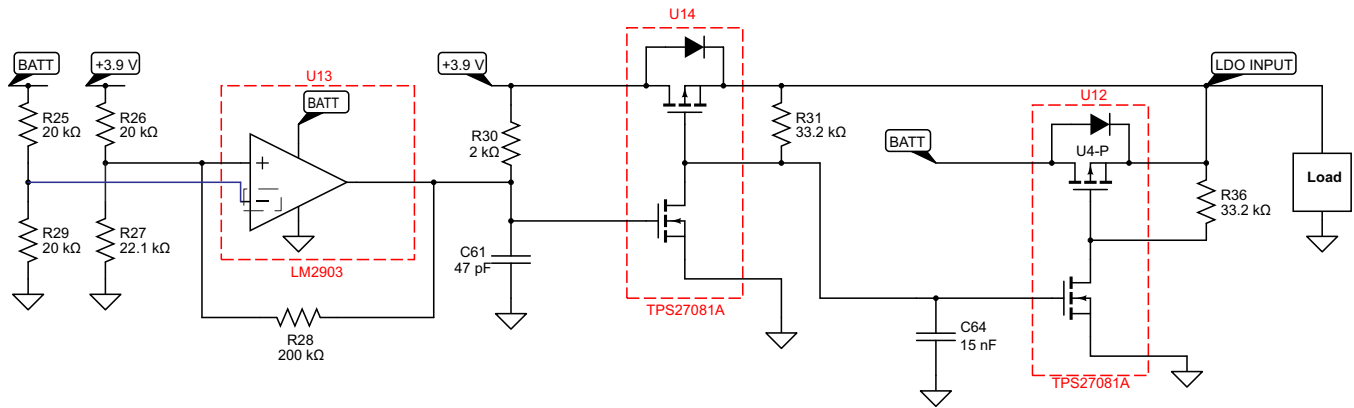 U14
BATT
+3.9 V
U13
+3.9 V
LDO INPUT
BATT
R25
20 kΩ
R26
20 kΩ
R30
2 kΩ
R31
33.2 kΩ
U12
U4-P
BATT
Load
+
−
R36
33.2 kΩ
R29
20 kΩ
R27
22.1 kΩ
C61
47 pF
LM2903
TPS27081A
R28
200 kΩ
C64
15 nF
TPS27081A